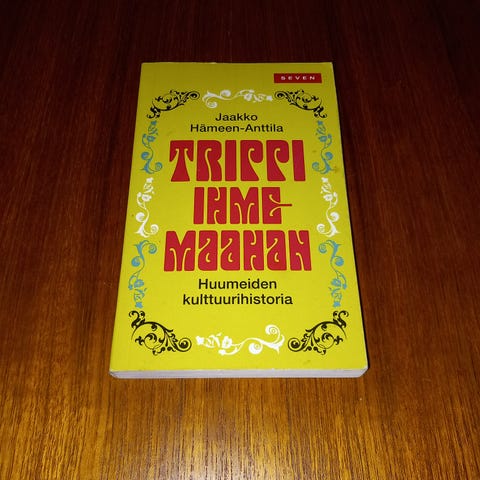 SEVEN
Jaakko
Hämeen-Anttila
TRIPPI
IHME-
MAAHAN
Huumeiden
kulttuurihistoria